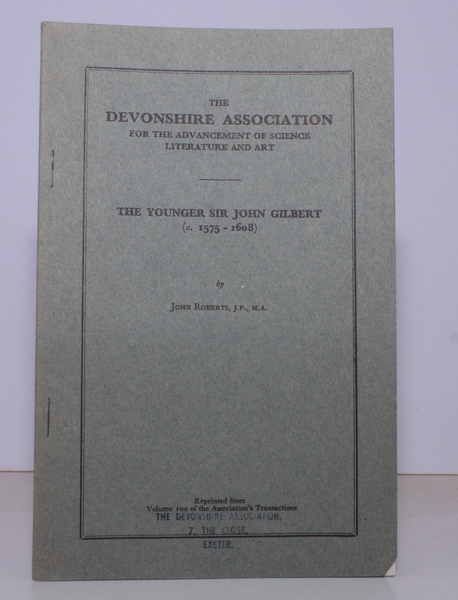 THE
DEVONSHIRE ASSOCIATION
FOR THE ADVANCEMENT OF SCIENCE
LITERATURE AND ART
THE YOUNGER SIR JOHN GILBERT
(c. 1575 - 1608)
by
JOHN ROBERTS, J.P., M.A.
Reprinted from
Volume 100 of the Association's Transactions
THE DEVONSHIRE ASSOCIATION,
7, THE CLOSE,
EXETER.